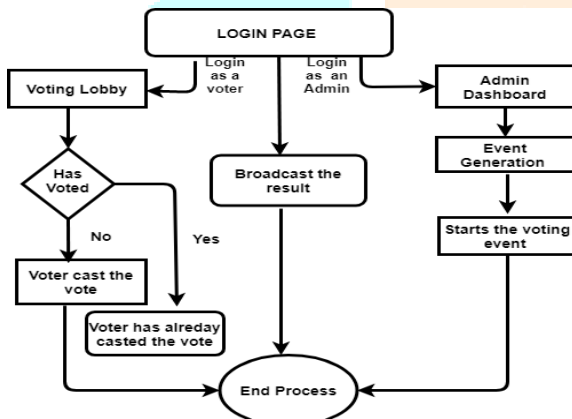 LOGIN PAGE
Login
as a
voter
Login
as an
Admin
Voting Lobby
Admin
Dashboard
Has
Voted
Broadcast the
result
Event
Generation
No
Yes
Starts the voting
event
Voter cast the
vote
Voter has alreday
casted the vote
End Process